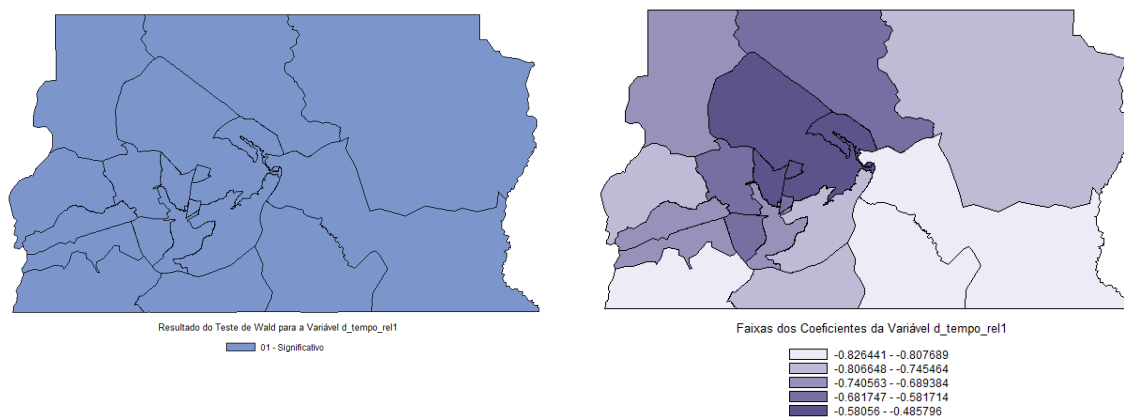 Resultado do Teste de Wald para a Variável d_tempo_rel1
01 - Significativo
Faixas dos Coeficientes da Variável d_tempo_rel1
-0.826441 - -0.807689
-0.806648 - -0.745464
-0.740563 - -0.689384
-0.681747 - -0.581714
-0.58056 - -0.485796